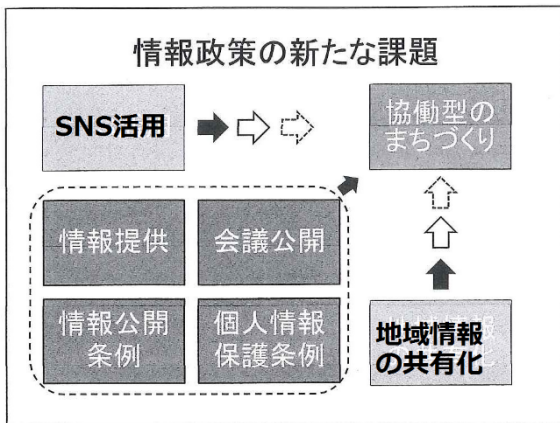 情報政策の新たな課題
SNS活用
協働型の
まちづくり
情報提供
会議公開
情報公開
条例
個人情報
保護条例
地域情報
の共有化